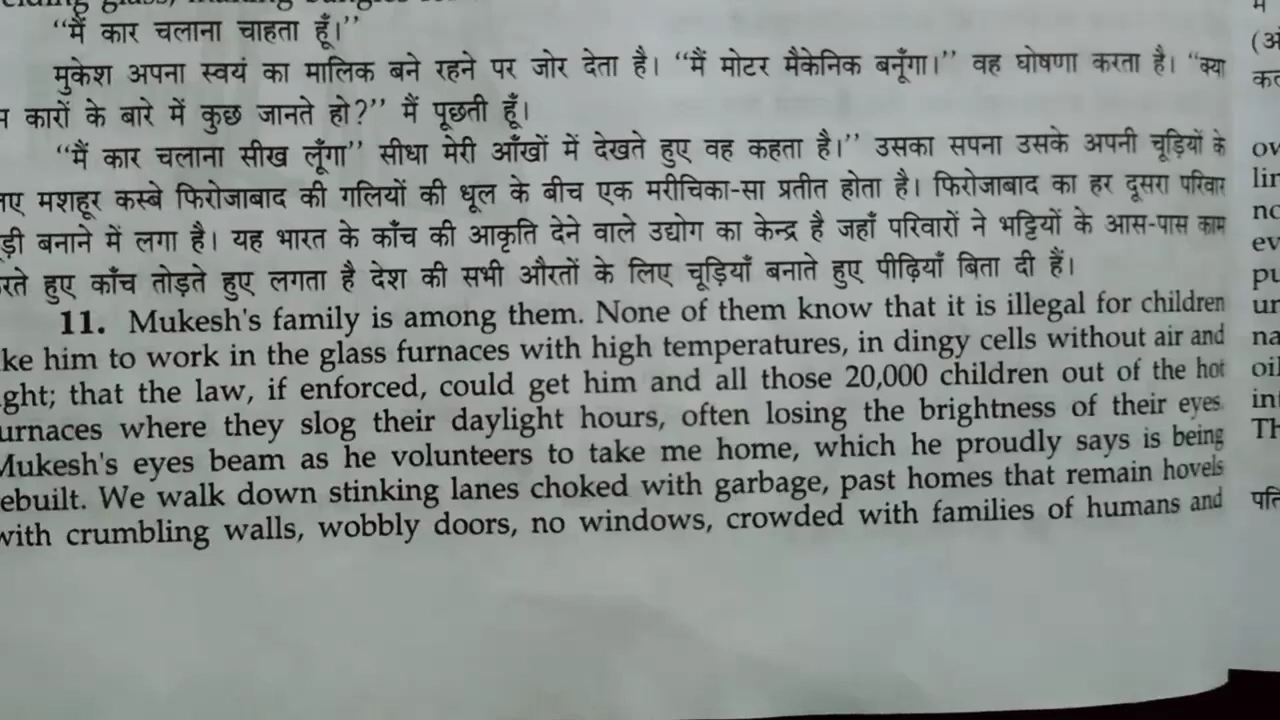 “मैं कार चलाना चाहता हूँ।”
मुकेश अपना स्वयं का मालिक बने रहने पर जोर देता है। “मैं मोटर मैकेनिक बनूँगा।” वह घोषणा करता है। “क्या
कारों के बारे में कुछ जानते हो?” मैं पूछती हूँ।
“मैं कार चलाना सीख लूँगा” सीधा मेरी आँखों में देखते हुए वह कहता है।” उसका सपना उसके अपनी चूड़ियों के
मशहूर कस्बे फिरोजाबाद की गलियों की धूल के बीच एक मरीचिका-सा प्रतीत होता है। फिरोजाबाद का हर दूसरा परिवार
बनाने में लगा है। यह भारत के काँच की आकृति देने वाले उद्योग का केन्द्र है जहाँ परिवारों ने भट्टियों के आस-पास काम
हुए काँच तोड़ते हुए लगता है देश की सभी औरतों के लिए चूड़ियाँ बनाते हुए पीढ़ियाँ बिता दी हैं।
11. Mukesh's family is among them. None of them know that it is illegal for children
him to work in the glass furnaces with high temperatures, in dingy cells without air and
that the law, if enforced, could get him and all those 20,000 children out of the hot
where they slog their daylight hours, often losing the brightness of their eyes
Mukesh's eyes beam as he volunteers to take me home, which he proudly says is being
We walk down stinking lanes choked with garbage, past homes that remain hovels
with crumbling walls, wobbly doors, no windows, crowded with families of humans and